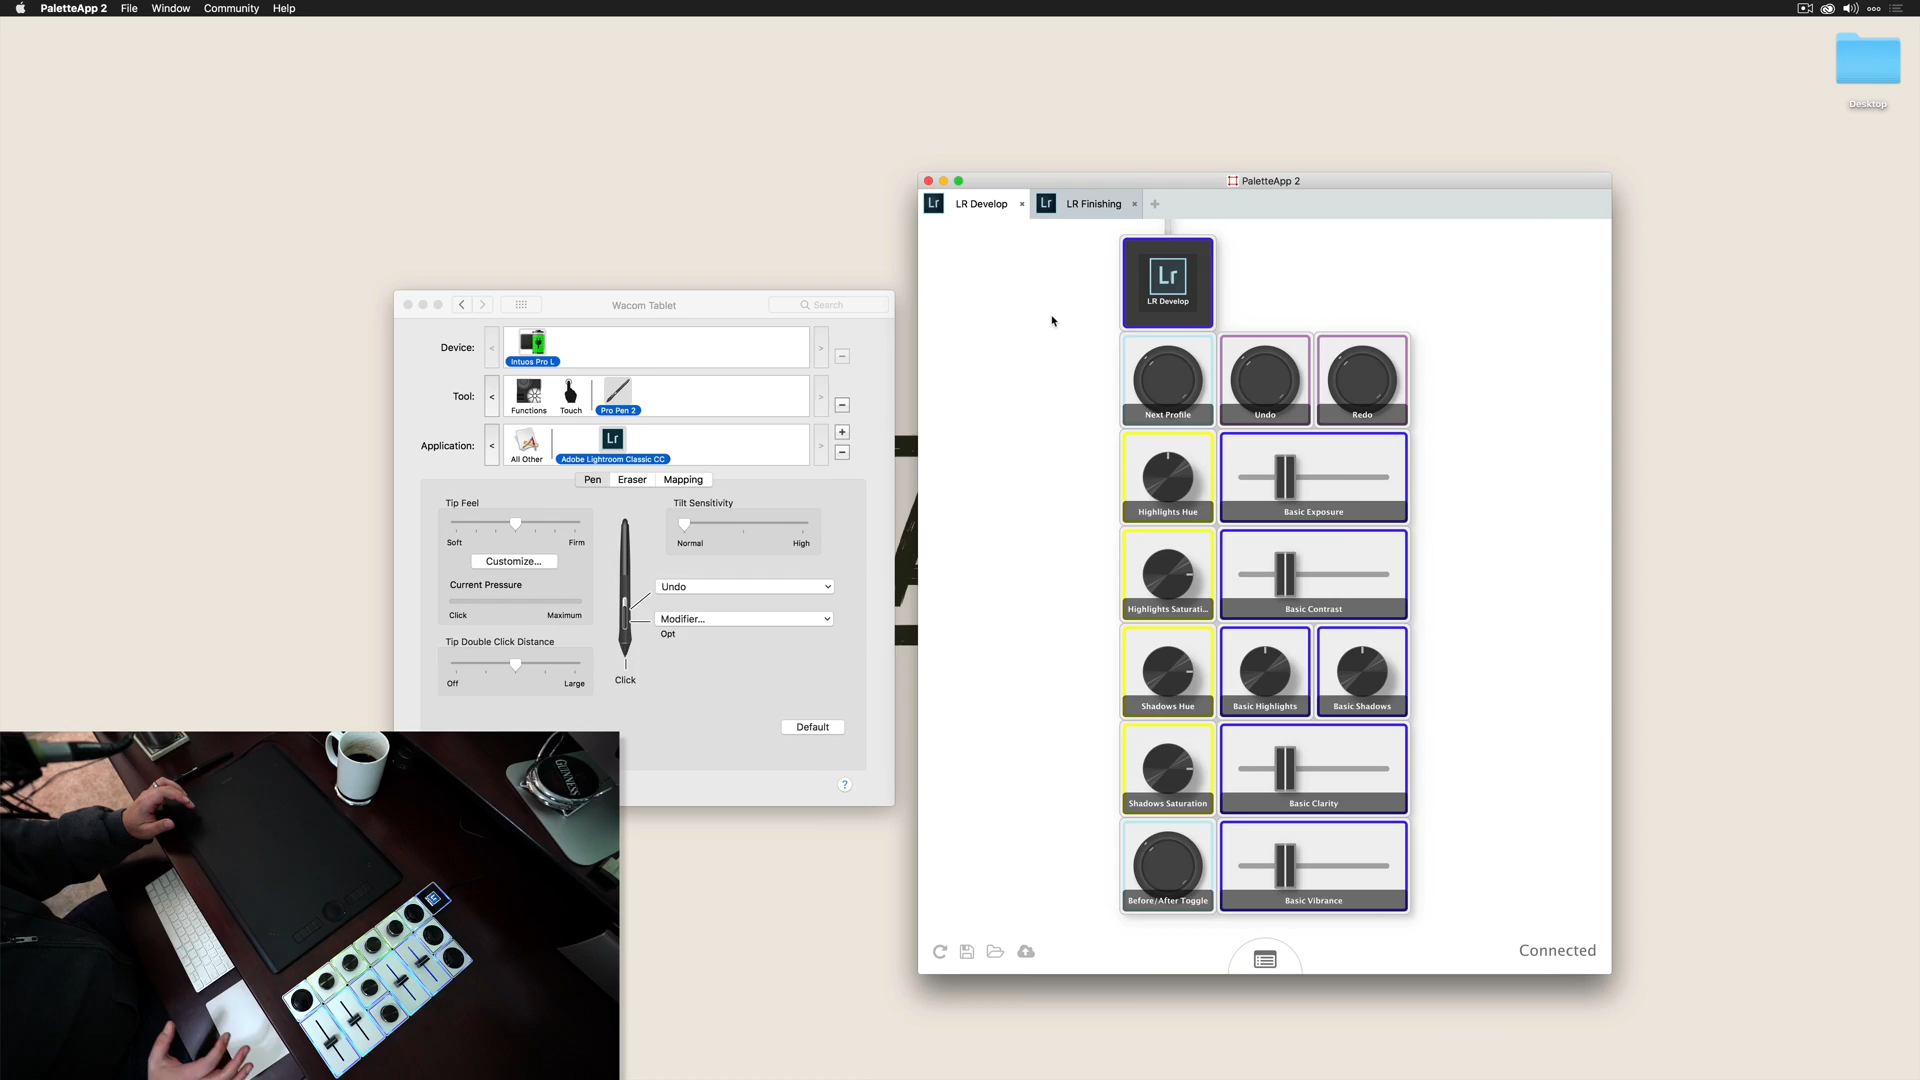 PaletteApp 2 File Window Community Help
Desktop
PaletteApp 2
Lr LR Develop × Lr LR Finishing × +
Lr
LR Develop
Next Profile Undo Redo
Highlights Hue Basic Exposure
Highlights Saturati... Basic Contrast
Shadows Hue Basic Highlights Basic Shadows
Shadows Saturation Basic Clarity
Before/After Toggle Basic Vibrance
Connected
Wacom Tablet Search
Device:
Intuos Pro L
Tool:
Functions Touch Pro Pen 2
Application: Lr
All Other Adobe Lightroom Classic CC
Pen Eraser Mapping
Tip Feel Tilt Sensitivity
Soft Firm Normal High
Customize...
Current Pressure Undo
Click Maximum Modifier...
Opt
Tip Double Click Distance
Off Large Click
Default
?
GUINNESS